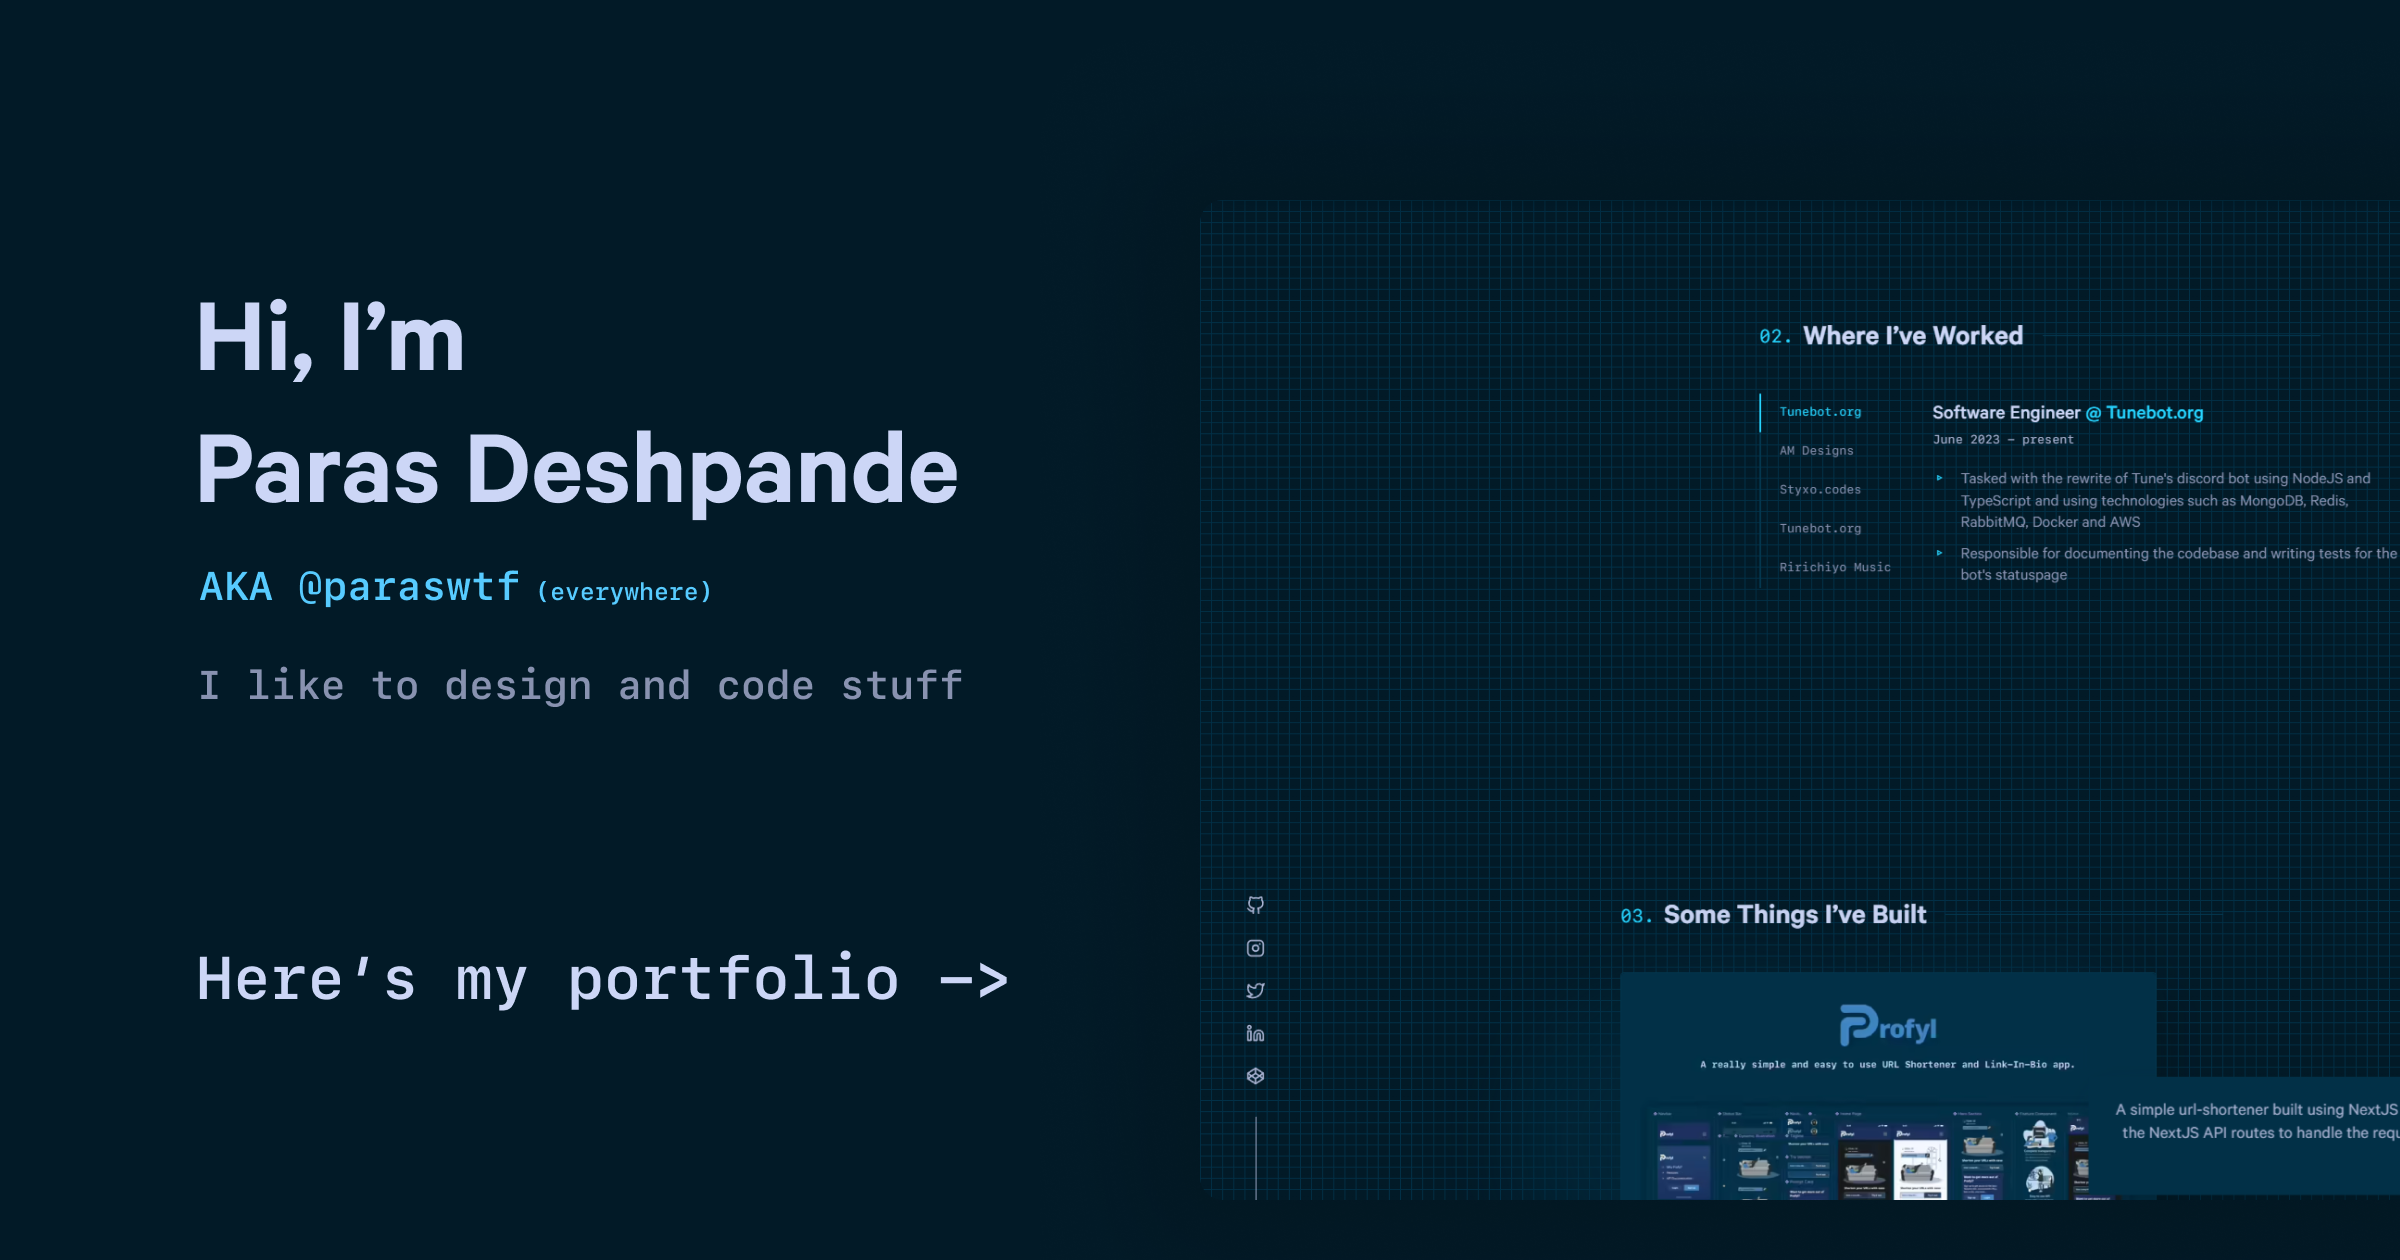 Hi, I’m
Paras Deshpande
AKA @paraswtf (everywhere)
I like to design and code stuff
Here’s my portfolio —>
02. Where I’ve Worked
Tunebot.org
AM Designs
Styxo.codes
Tunebot.org
Ririchiyo Music
Software Engineer @ Tunebot.org
June 2023 — present
Tasked with the rewrite of Tune's discord bot using NodeJS and
TypeScript and using technologies such as MongoDB, Redis,
RabbitMQ, Docker and AWS
Responsible for documenting the codebase and writing tests for the
bot's statuspage
03. Some Things I’ve Built
Profyl
A really simple and easy to use URL Shortener and Link-In-Bio app.
A simple url-shortener built using NextJS
the NextJS API routes to handle the requ